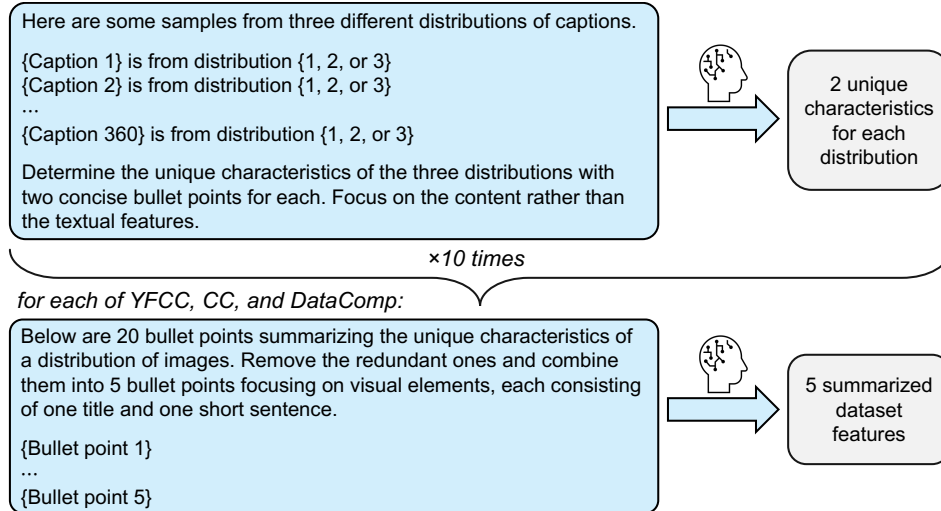 Here are some samples from three different distributions of captions.
{Caption 1} is from distribution {1, 2, or 3}
{Caption 2} is from distribution {1, 2, or 3}
...
{Caption 360} is from distribution {1, 2, or 3}
Determine the unique characteristics of the three distributions with
two concise bullet points for each. Focus on the content rather than
the textual features.
2 unique
characteristics
for each
distribution
×10 times
for each of YFCC, CC, and DataComp:
Below are 20 bullet points summarizing the unique characteristics of
a distribution of images. Remove the redundant ones and combine
them into 5 bullet points focusing on visual elements, each consisting
of one title and one short sentence.
{Bullet point 1}
...
{Bullet point 5}
5 summarized
dataset
features